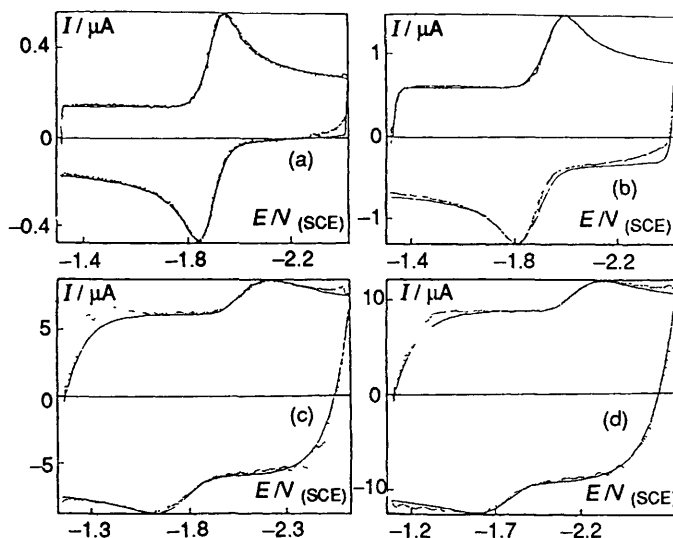 I / μA
0.4
0
-0.4
(a)
E/V (SCE)
-1.4
-1.8
-2.2
I / μA
1
0
-1
(b)
E/V (SCE)
-1.4
-1.8
-2.2
I / μA
5
0
-5
(c)
E/V (SCE)
-1.3
-1.8
-2.3
I / μA
10
0
-10
(d)
E/V (SCE)
-1.2
-1.7
-2.2